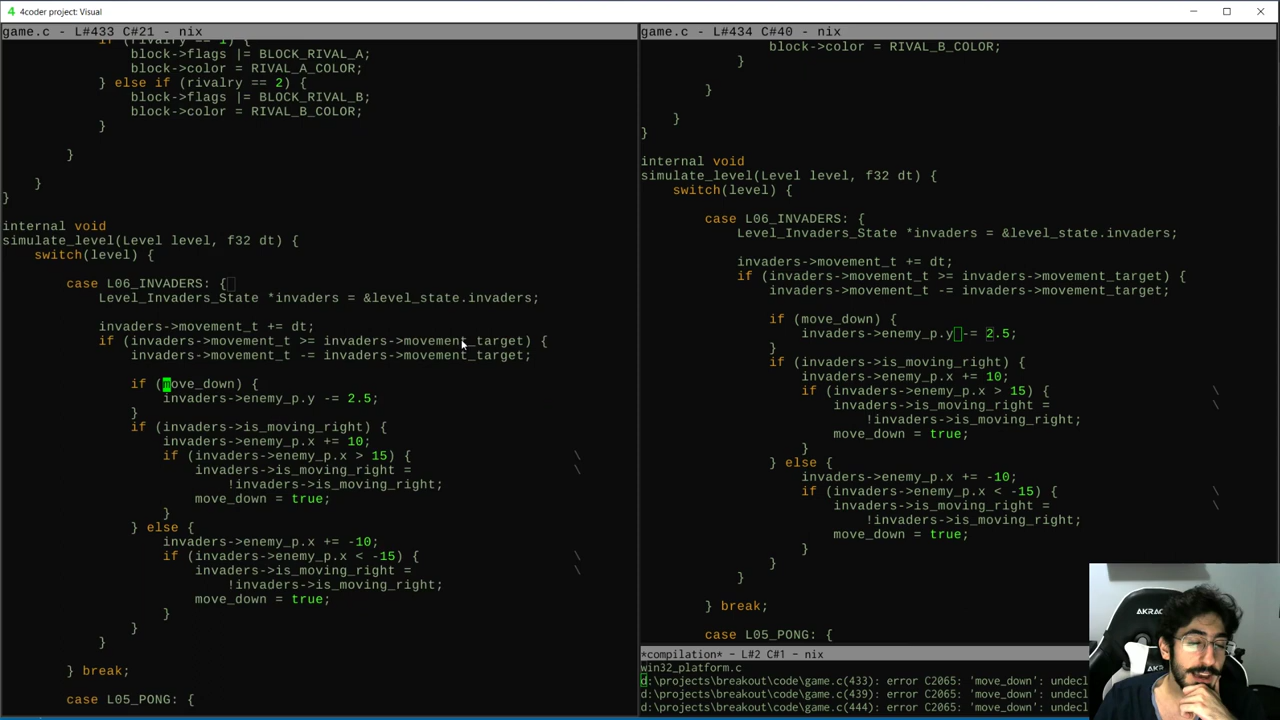 4coder project: Visual
game.c - L#433 C#21 - nix
if (rivalry == 1) {
block->flags |= BLOCK_RIVAL_A;
block->color = RIVAL_A_COLOR;
} else if (rivalry == 2) {
block->flags |= BLOCK_RIVAL_B;
block->color = RIVAL_B_COLOR;
}
}
}
}
internal void
simulate_level(Level level, f32 dt) {
switch(level) {
case L06_INVADERS: {
Level_Invaders_State *invaders = &level_state.invaders;
invaders->movement_t += dt;
if (invaders->movement_t >= invaders->movement_target) {
invaders->movement_t -= invaders->movement_target;
if (move_down) {
invaders->enemy_p.y -= 2.5;
}
if (invaders->is_moving_right) {
invaders->enemy_p.x += 10;
if (invaders->enemy_p.x > 15) { \
invaders->is_moving_right = \
!invaders->is_moving_right;
move_down = true;
}
} else {
invaders->enemy_p.x += -10;
if (invaders->enemy_p.x < -15) { \
invaders->is_moving_right = \
!invaders->is_moving_right;
move_down = true;
}
}
}
} break;
case L05_PONG: {
game.c - L#434 C#40 - nix
block->color = RIVAL_B_COLOR;
}
}
}
}
internal void
simulate_level(Level level, f32 dt) {
switch(level) {
case L06_INVADERS: {
Level_Invaders_State *invaders = &level_state.invaders;
invaders->movement_t += dt;
if (invaders->movement_t >= invaders->movement_target) {
invaders->movement_t -= invaders->movement_target;
if (move_down) {
invaders->enemy_p.y -= 2.5;
}
if (invaders->is_moving_right) {
invaders->enemy_p.x += 10;
if (invaders->enemy_p.x > 15) { \
invaders->is_moving_right = \
!invaders->is_moving_right;
move_down = true;
}
} else {
invaders->enemy_p.x += -10;
if (invaders->enemy_p.x < -15) { \
invaders->is_moving_right = \
!invaders->is_moving_right;
move_down = true;
}
}
}
} break;
case L05_PONG: {
*compilation* - L#2 C#1 - nix
win32_platform.c
d:\projects\breakout\code\game.c(433): error C2065: 'move_down': undecl
d:\projects\breakout\code\game.c(439): error C2065: 'move_down': undecl
d:\projects\breakout\code\game.c(444): error C2065: 'move_down': undecl